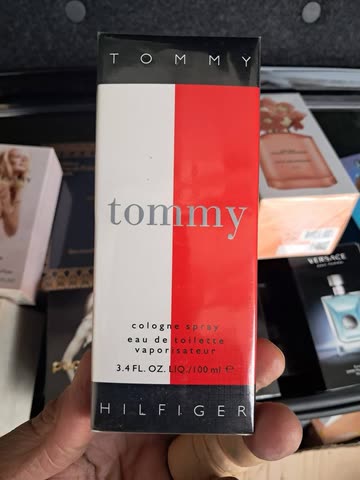 TOMMY
tommy
cologne spray
eau de toilette
vaporisateur
3.4 FL. OZ. LIQ./100 ml ℮
HILFIGER
VERSACE